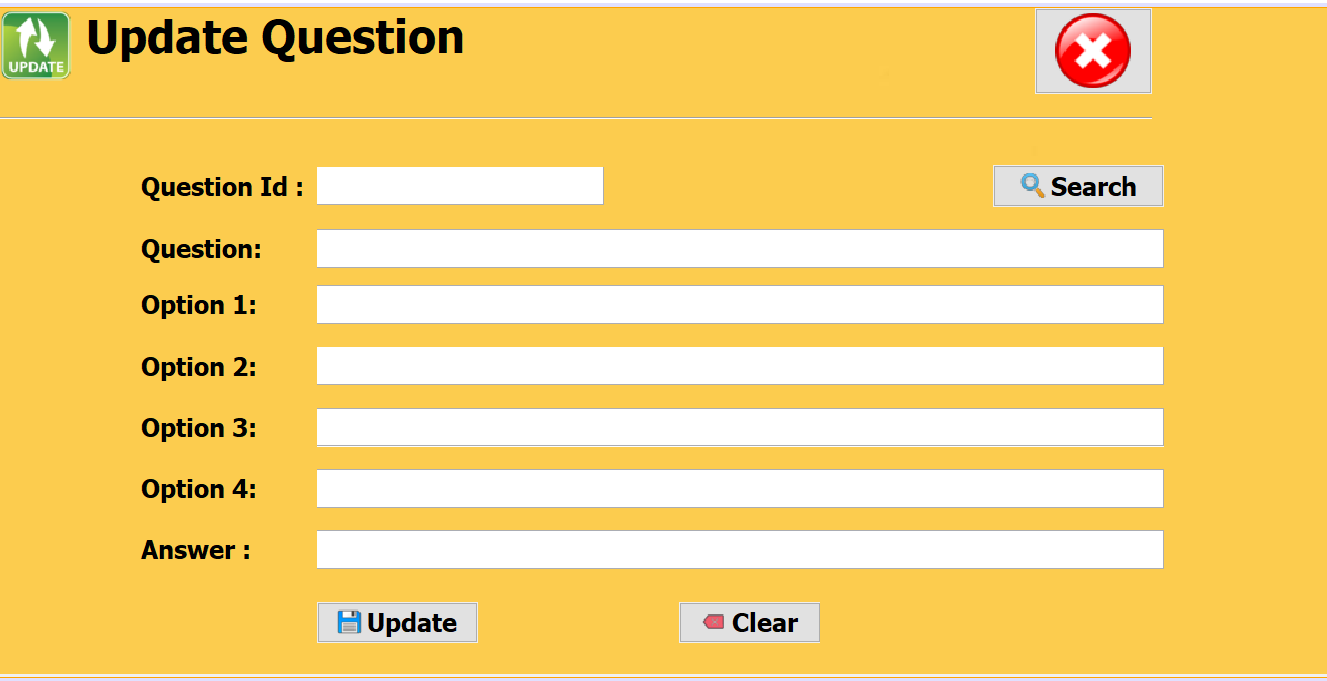 UPDATE
Update Question
Question Id :
Search
Question:
Option 1:
Option 2:
Option 3:
Option 4:
Answer :
Update
Clear